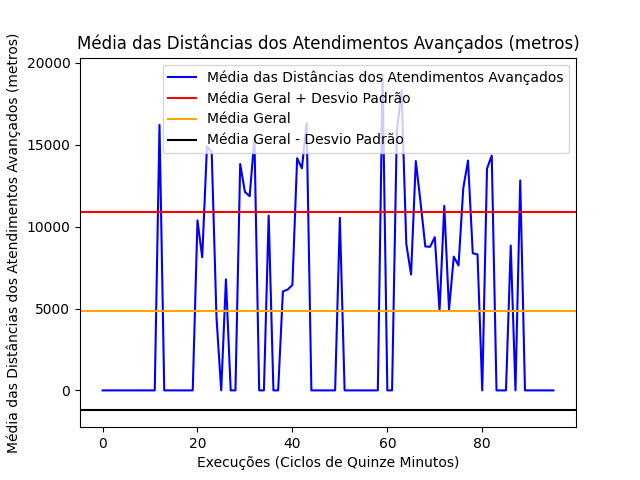 Média das Distâncias dos Atendimentos Avançados (metros)
Média das Distâncias dos Atendimentos Avançados (metros)
20000
15000
10000
5000
0
Média das Distâncias dos Atendimentos Avançados
Média Geral + Desvio Padrão
Média Geral
Média Geral - Desvio Padrão
0
20
40
60
80
Execuções (Ciclos de Quinze Minutos)